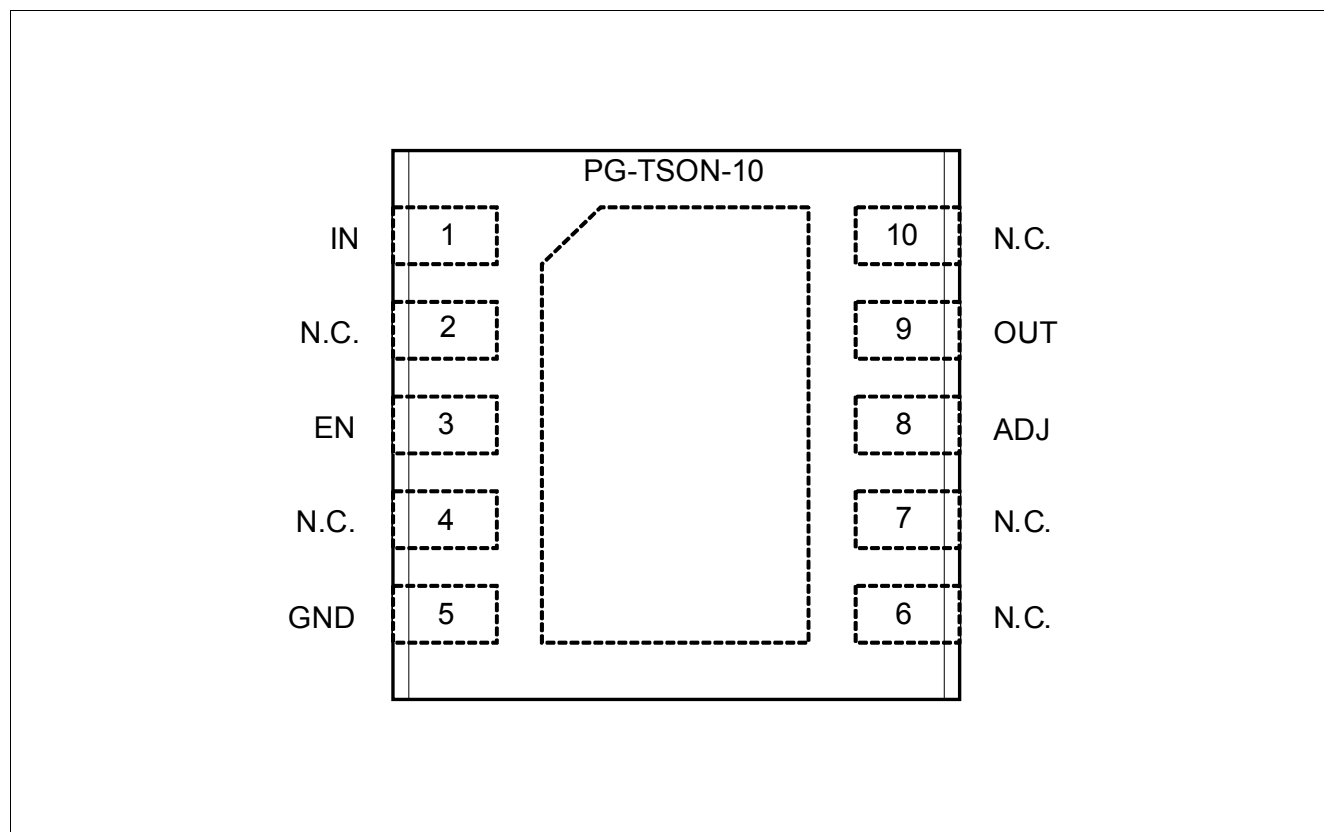 PG-TSON-10
IN 1 10 N.C.
N.C. 2 9 OUT
EN 3 8 ADJ
N.C. 4 7 N.C.
GND 5 6 N.C.